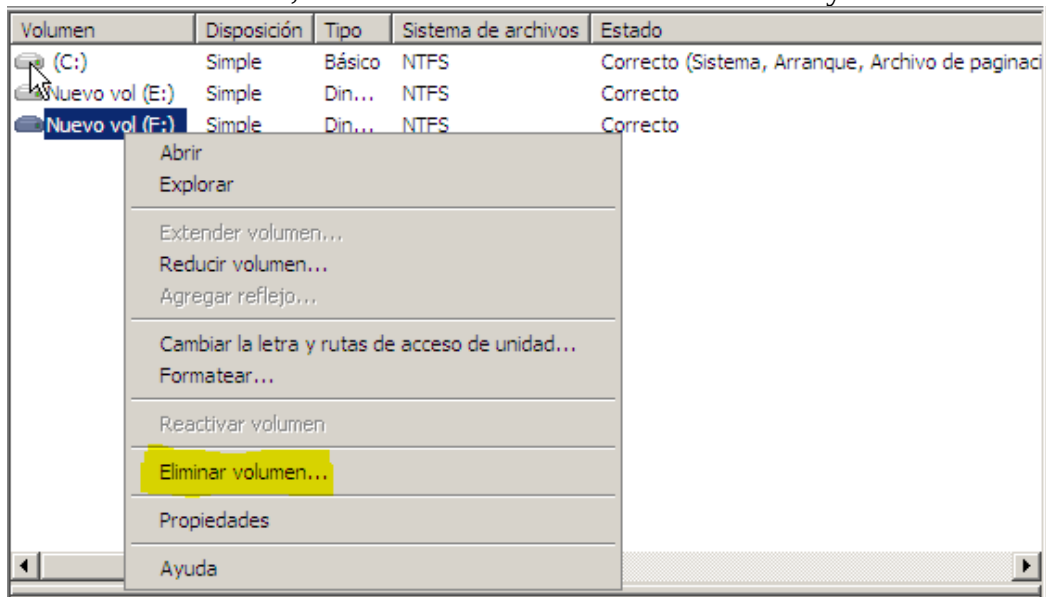 Volumen Disposición Tipo Sistema de archivos Estado
(C:) Simple Básico NTFS Correcto (Sistema, Arranque, Archivo de paginaci
Nuevo vol (E:) Simple Din... NTFS Correcto
Nuevo vol (F:) Simple Din... NTFS Correcto
Abrir
Explorar
Extender volumen...
Reducir volumen...
Agregar reflejo...
Cambiar la letra y rutas de acceso de unidad...
Formatear...
Reactivar volumen
Eliminar volumen...
Propiedades
Ayuda